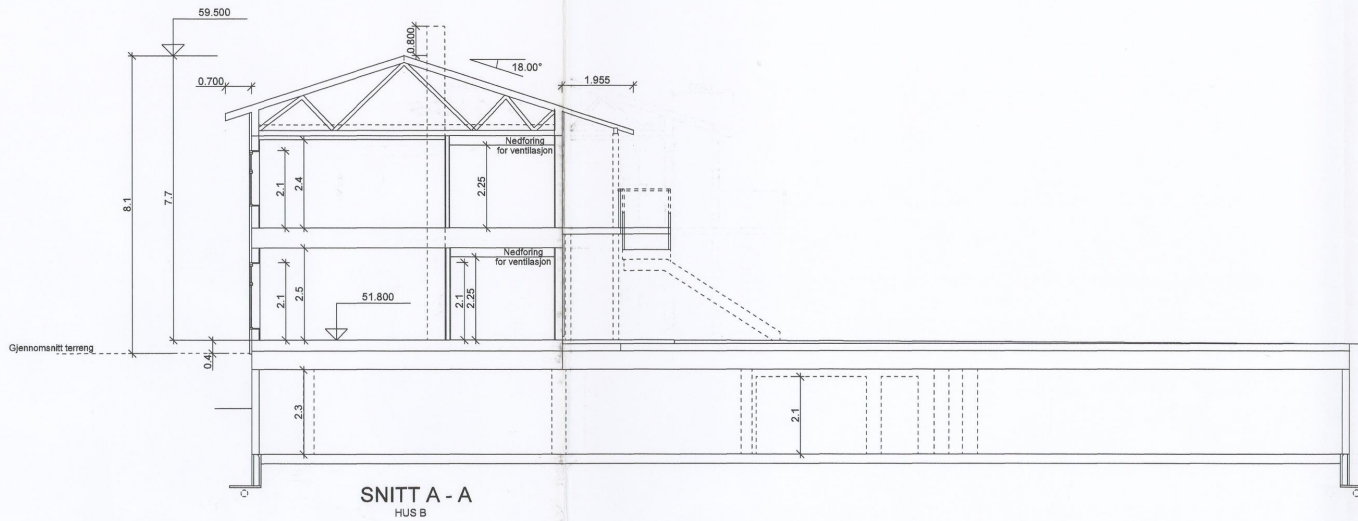 59.500
0.800
18.00°
0.700
1.955
Nedforing
for ventilasjon
2.1
2.4
2.25
8.1
7.7
Nedforing
for ventilasjon
2.1
2.5
2.1
2.25
51.800
Gjennomsnitt terreng
0.4
2.3
2.1
SNITT A - A
HUS B